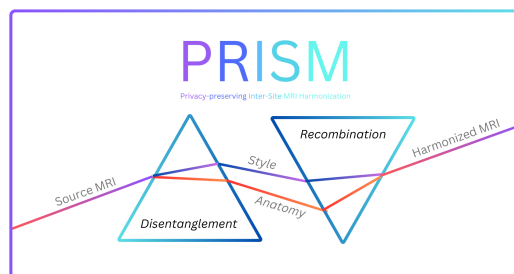 PRISM
Privacy-preserving Inter-Site MRI Harmonization
Source MRI
Disentanglement
Style
Anatomy
Recombination
Harmonized MRI